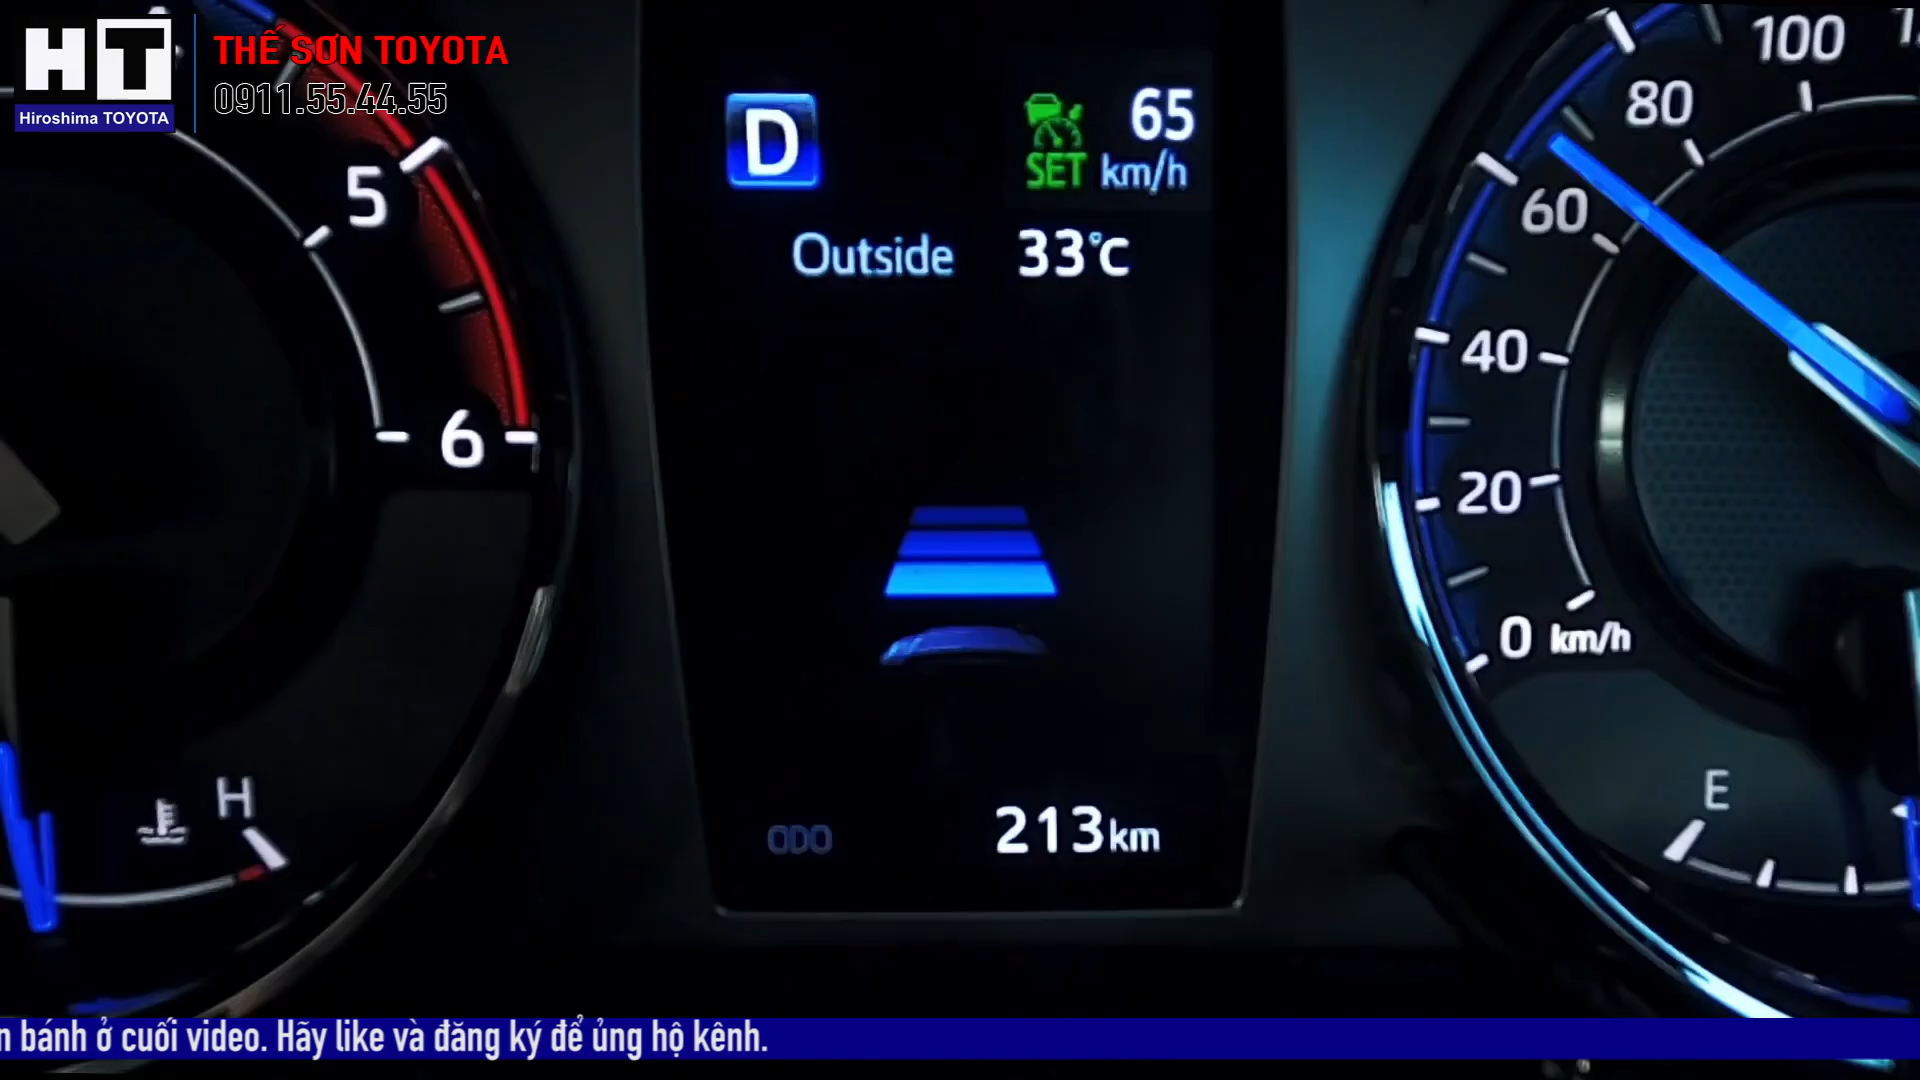 HT
Hiroshima TOYOTA
THẾ SƠN TOYOTA
0911.55.44.55
5
6
H
D
SET
65
km/h
Outside 33°C
ODO 213km
100
80
60
40
20
0 km/h
E
bánh ở cuối video. Hãy like và đăng ký để ủng hộ kênh.